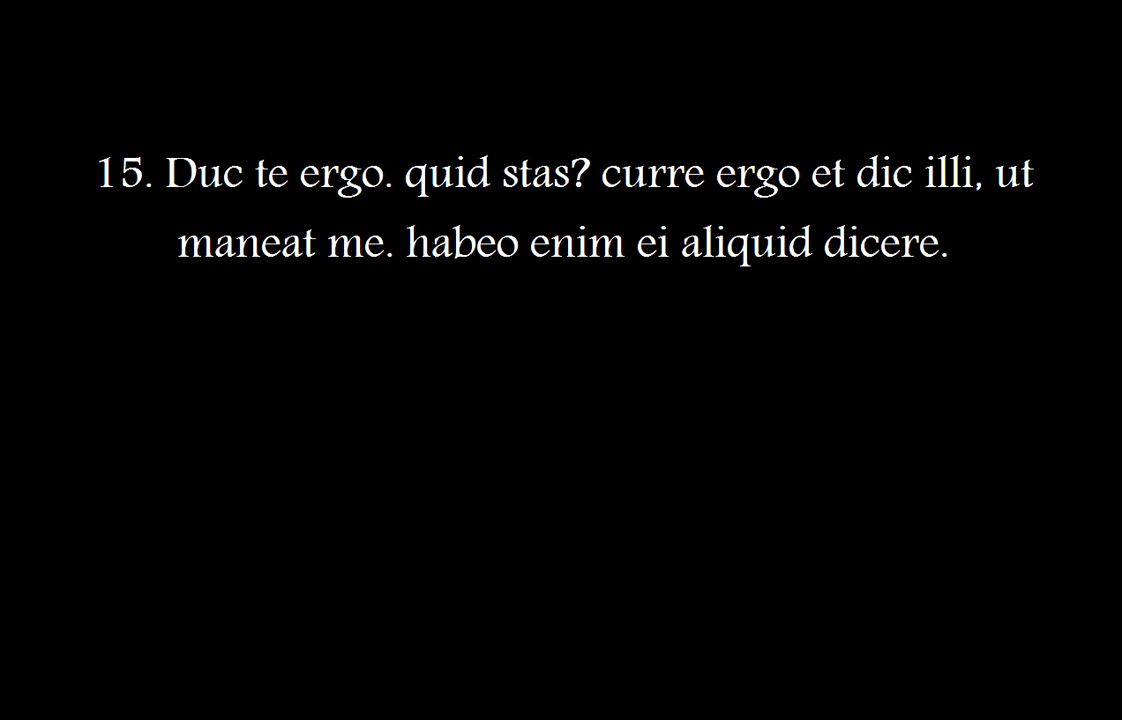 15. Duc te ergo. quid stas? curre ergo et dic illi, ut
maneat me. habeo enim ei aliquid dicere.